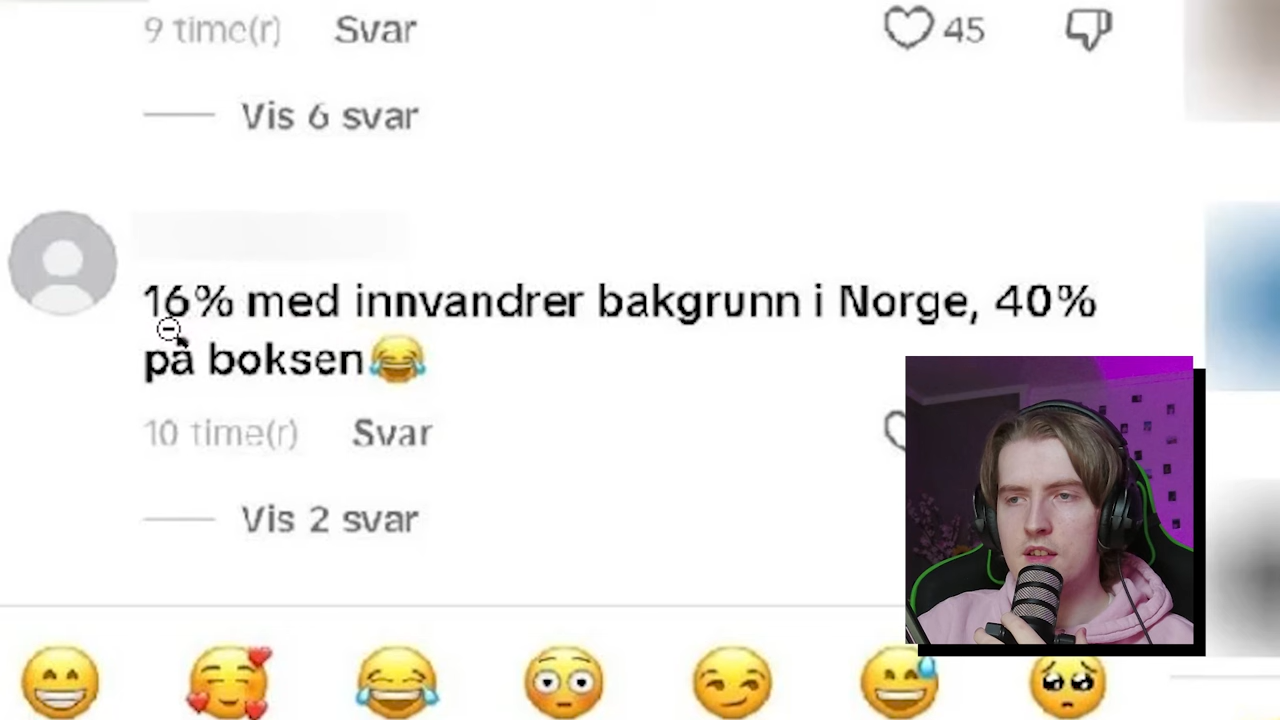 9 time(r) Svar 45
Vis 6 svar
16% med innvandrer bakgrunn i Norge, 40%
på boksen😂
10 time(r) Svar
Vis 2 svar